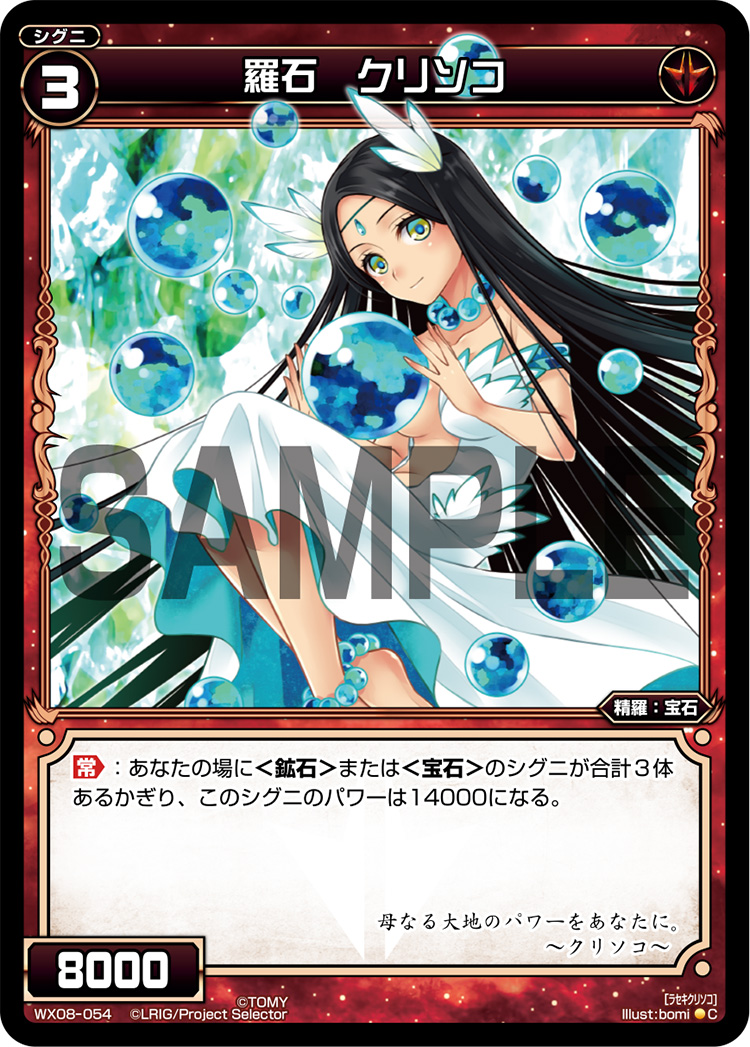 シグニ
3
羅石　クリソコ
SAMPLE
精羅：宝石
常：あなたの場に<鉱石>または<宝石>のシグニが合計３体
あるかぎり、このシグニのパワーは14000になる。
母なる大地のパワーをあなたに。
～クリソコ～
8000
WX08-054 ©LRIG/Project Selector
©TOMY
[ラセキクリソコ]
Illust:bomi ●C